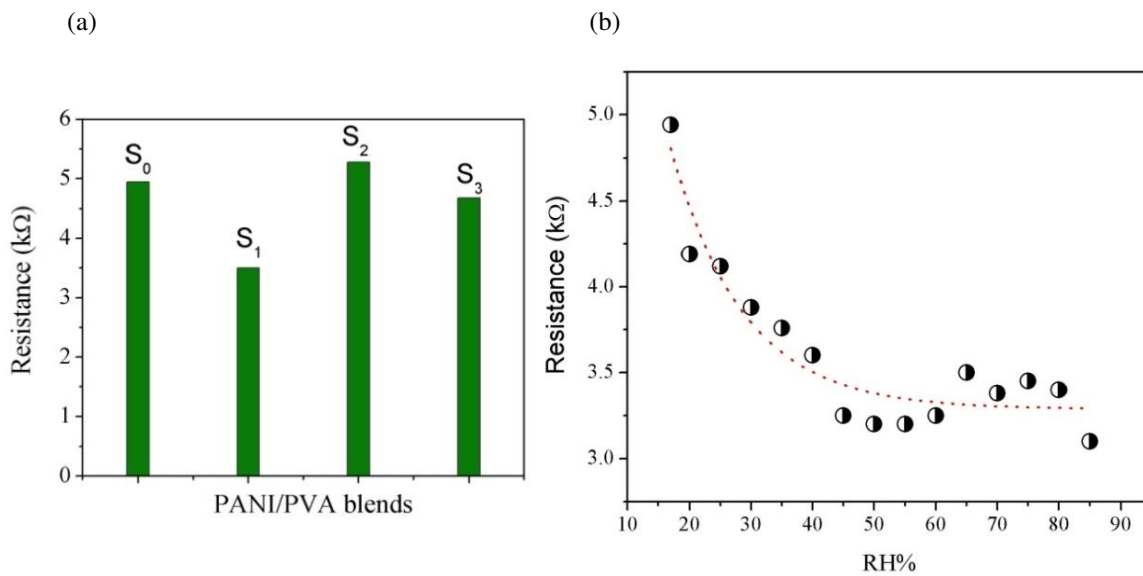 (a)
(b)
Resistance (kΩ)
6
5
4
3
2
1
0
S0
S1
S2
S3
PANI/PVA blends
Resistance (kΩ)
5.0
4.5
4.0
3.5
3.0
10 20 30 40 50 60 70 80 90
RH%